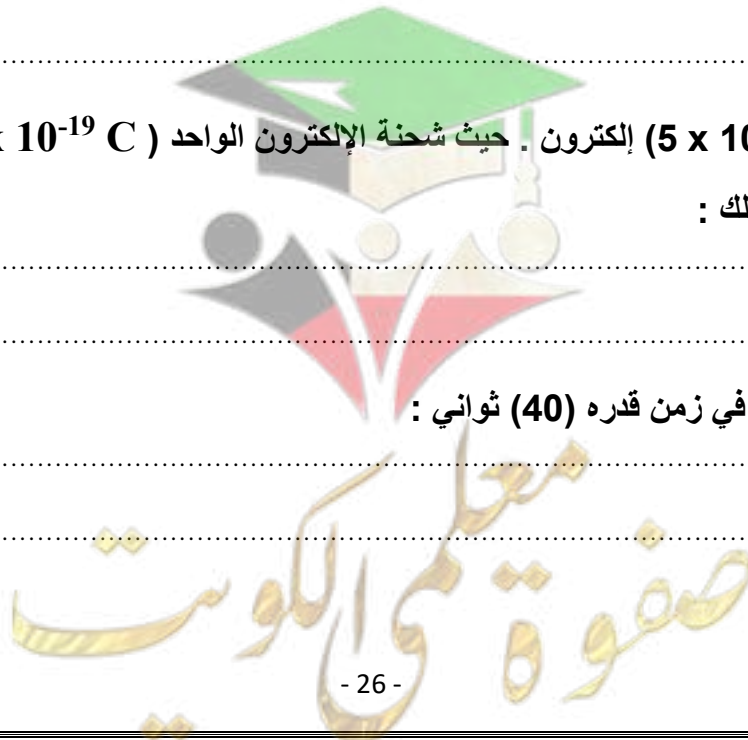 (5 x 10 إلكترون . حيث شحنة الإلكترون الواحد ( x 10⁻¹⁹ C
لك :
في زمن قدره (40) ثواني :
صفوة معلمي الكويت
- 26 -